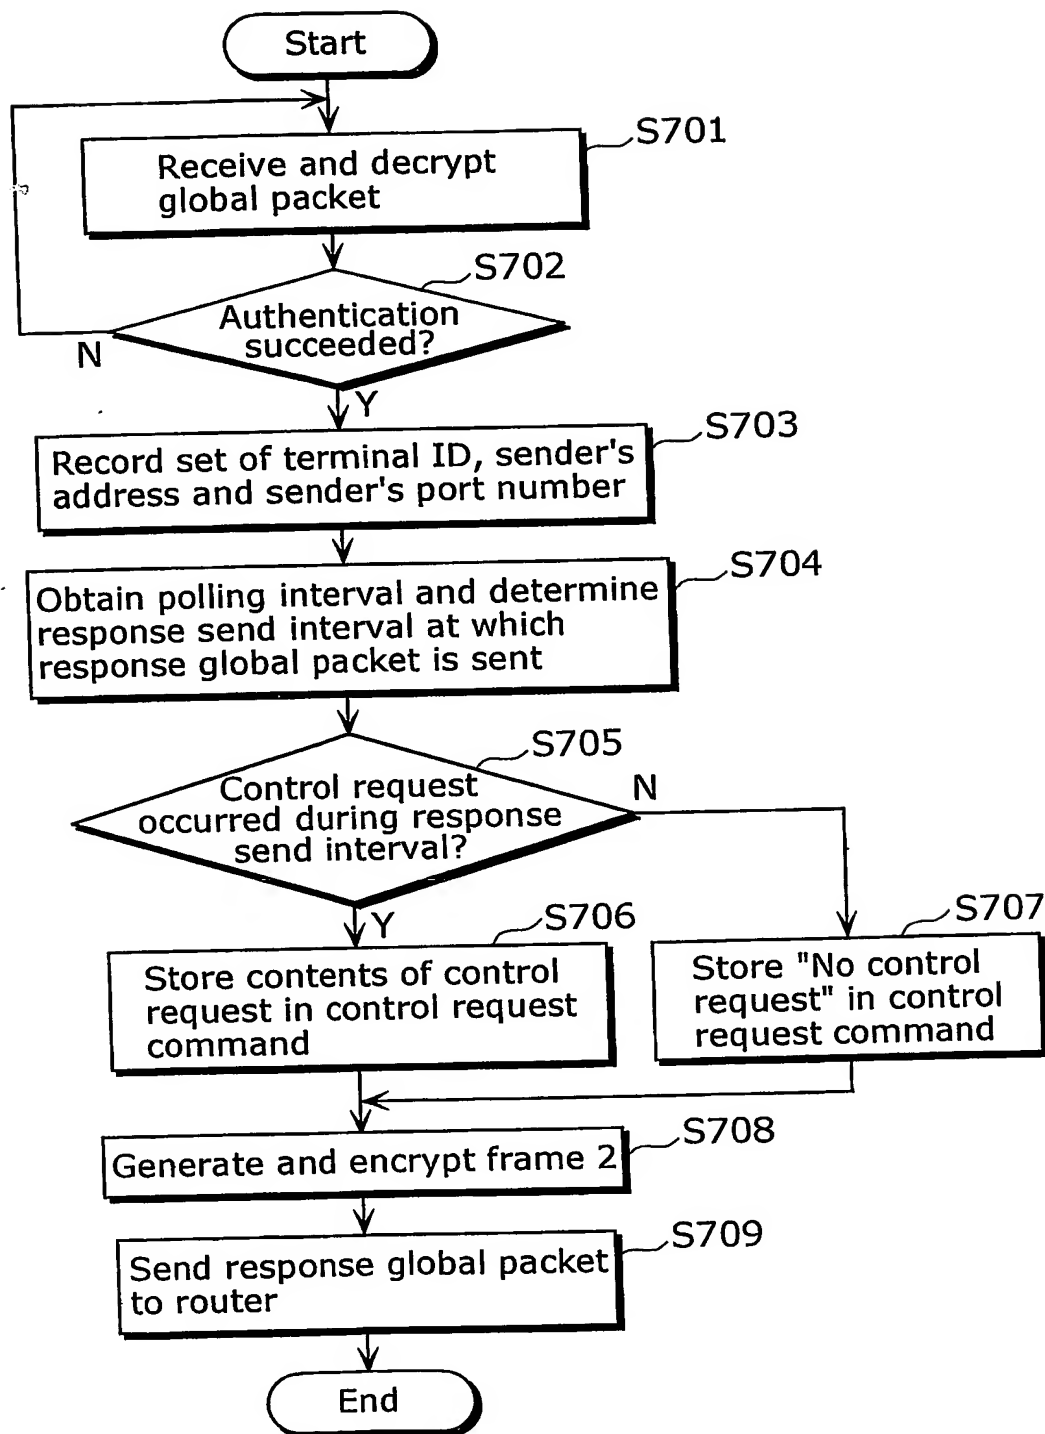 Start
S701
Receive and decrypt
global packet
S702
Authentication
succeeded?
N
Y
S703
Record set of terminal ID, sender's
address and sender's port number
S704
Obtain polling interval and determine
response send interval at which
response global packet is sent
S705
Control request
occurred during response
send interval?
N
Y
S706
Store contents of control
request in control request
command
S707
Store "No control
request" in control
request command
S708
Generate and encrypt frame 2
S709
Send response global packet
to router
End